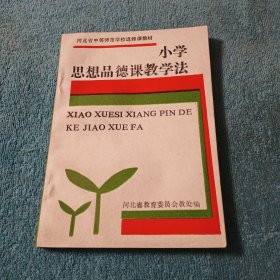 河北省中等师范学校选修课教材
小学
思想品德课教学法
XIAO XUESI XIANG PIN DE
KE JIAO XUE FA
河北省教育委员会教处编